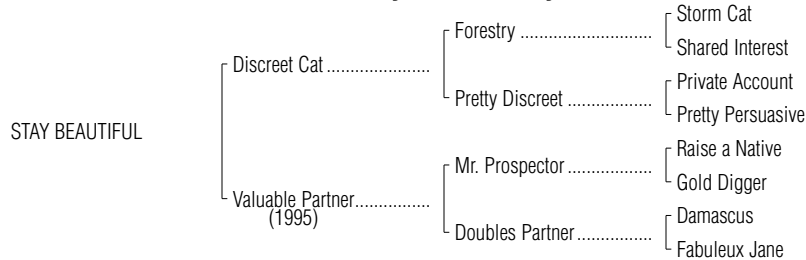 Storm Cat
Forestry ..............................
Shared Interest
Discreet Cat ......................
Private Account
Pretty Discreet ...................
Pretty Persuasive
STAY BEAUTIFUL
Raise a Native
Mr. Prospector ...................
Gold Digger
Valuable Partner................
(1995)
Damascus
Doubles Partner................
Fabuleux Jane